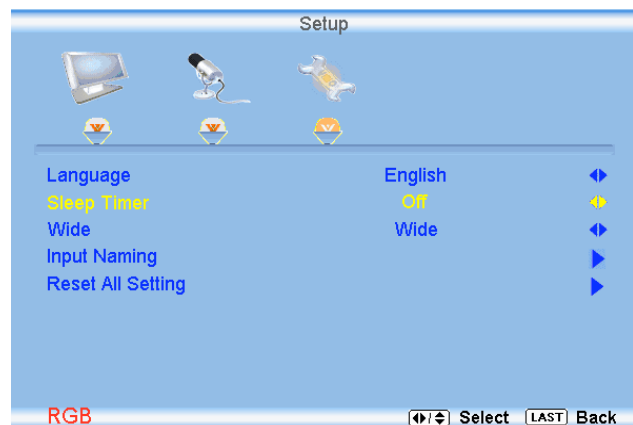 Setup
Language English
Sleep Timer Off
Wide Wide
Input Naming
Reset All Setting
RGB Select LAST Back